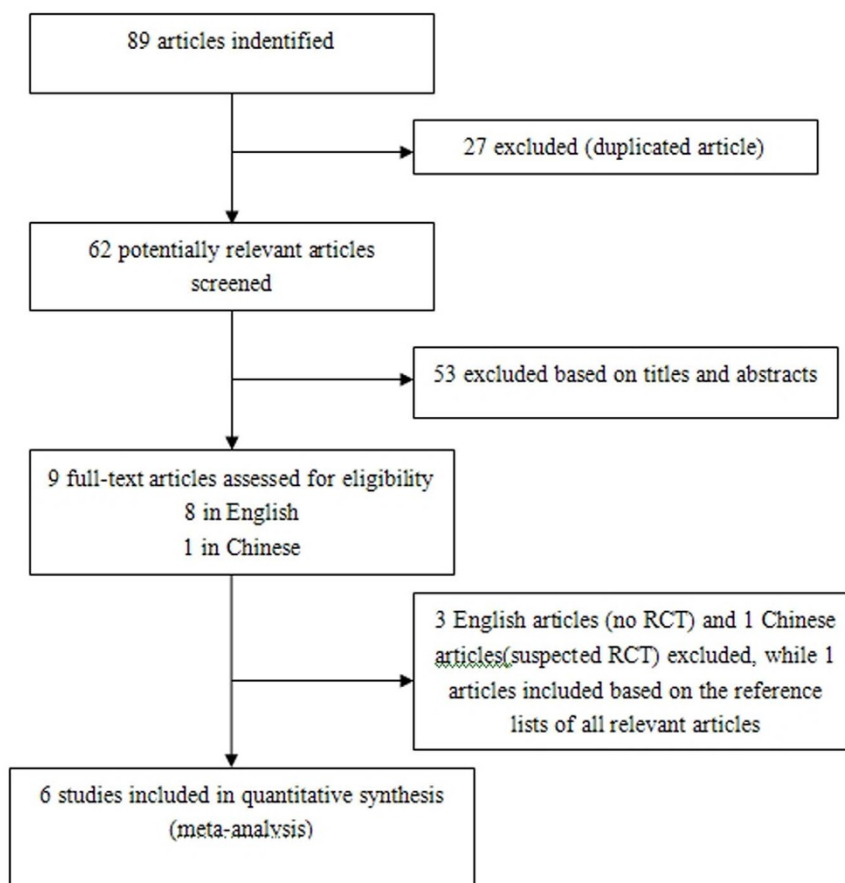 89 articles indentified
27 excluded (duplicated article)
62 potentially relevant articles
screened
53 excluded based on titles and abstracts
9 full-text articles assessed for eligibility
8 in English
1 in Chinese
3 English articles (no RCT) and 1 Chinese
articles(suspected RCT) excluded, while 1
articles included based on the reference
lists of all relevant articles
6 studies included in quantitative synthesis
(meta-analysis)